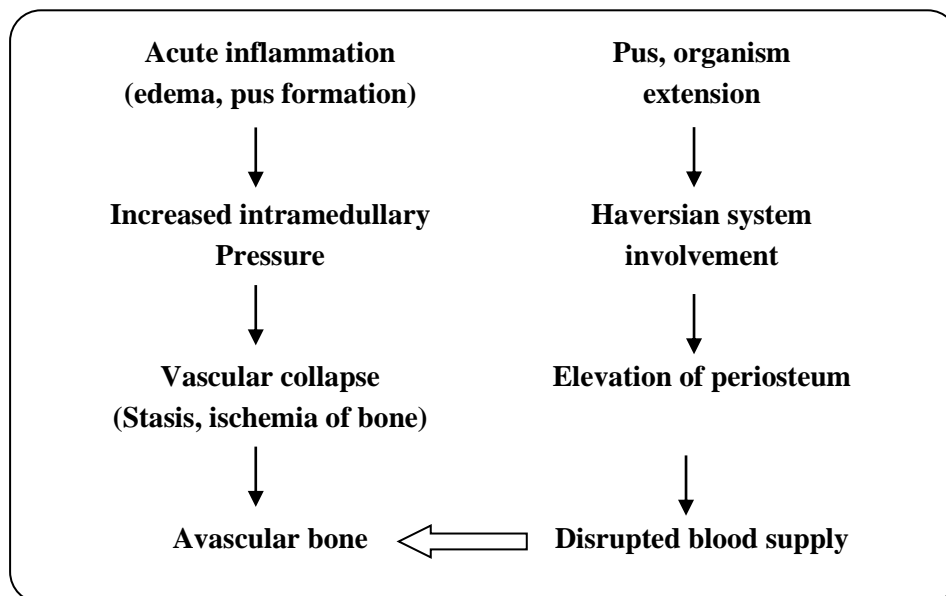 Acute inflammation
(edema, pus formation)
Pus, organism
extension
Increased intramedullary
Pressure
Haversian system
involvement
Vascular collapse
(Stasis, ischemia of bone)
Elevation of periosteum
Avascular bone
Disrupted blood supply